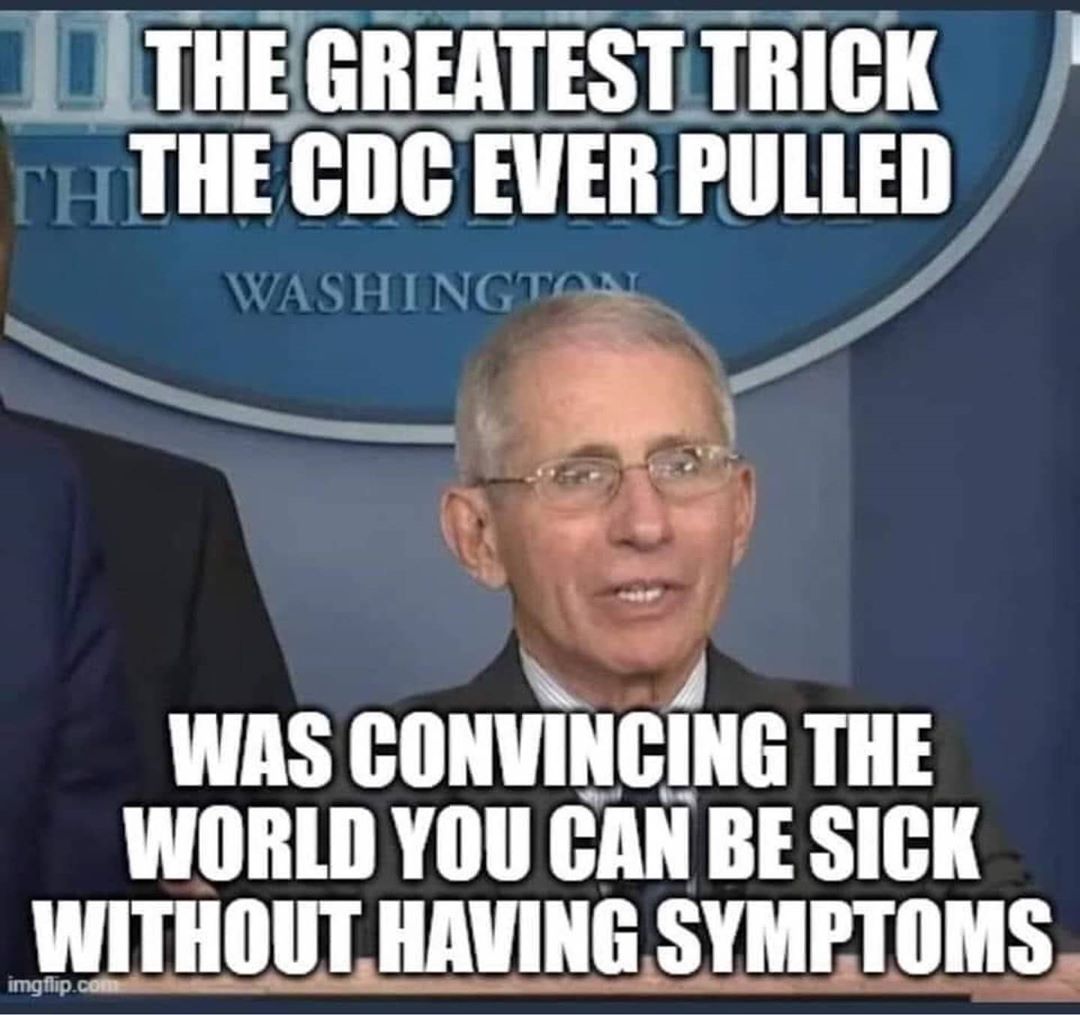 THE GREATEST TRICK
THE CDC EVER PULLED
WASHINGTON
WAS CONVINCING THE
WORLD YOU CAN BE SICK
WITHOUT HAVING SYMPTOMS
imgflip.com